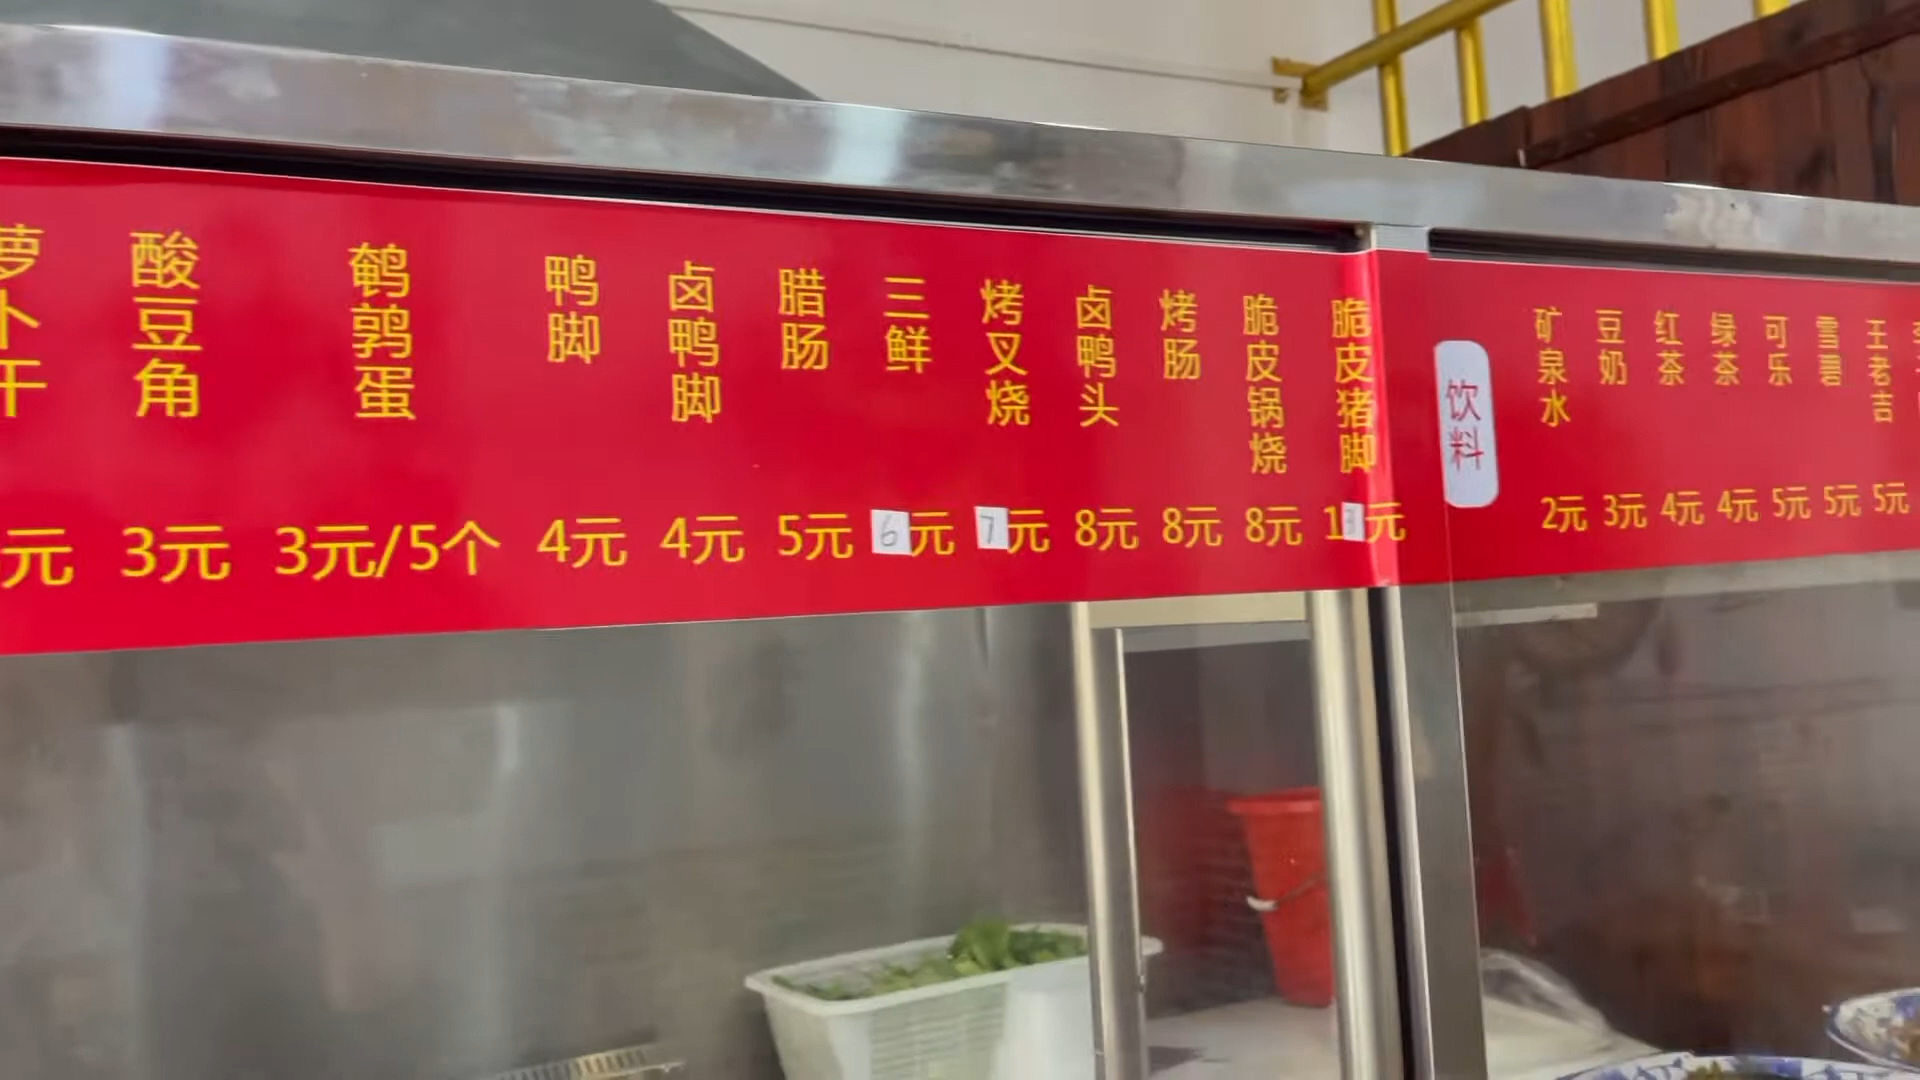 萝卜干
酸豆角
鹌鹑蛋
鸭脚
卤鸭脚
腊肠
三鲜
烤叉烧
卤鸭头
烤肠
脆皮锅烧
脆皮猪脚
元
3元
3元/5个
4元
4元
5元
6元
7元
8元
8元
8元
13元
饮料
矿泉水
豆奶
红茶
绿茶
可乐
雪碧
王老吉
2元
3元
4元
4元
5元
5元
5元